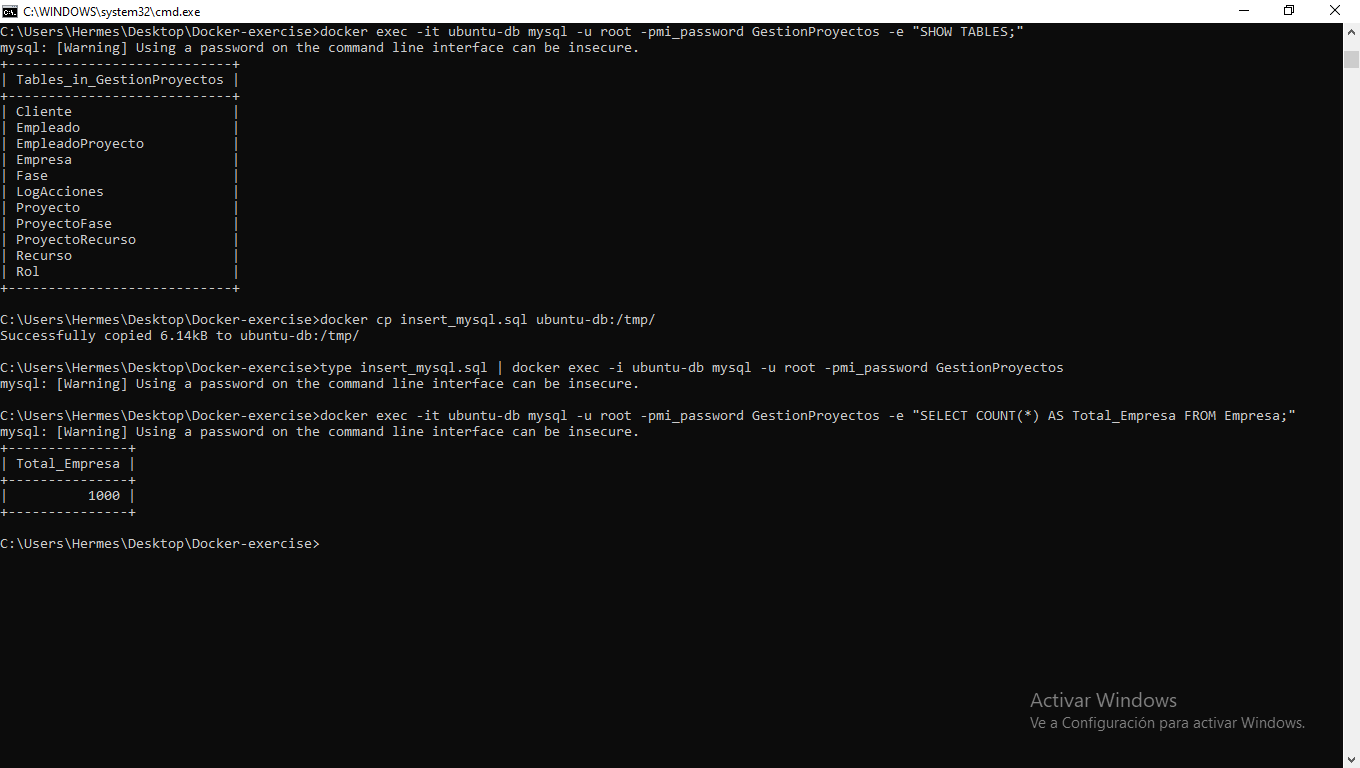 C:\WINDOWS\system32\cmd.exe
C:\Users\Hermes\Desktop\Docker-exercise>docker exec -it ubuntu-db mysql -u root -pmi_password GestionProyectos -e "SHOW TABLES;"
mysql: [Warning] Using a password on the command line interface can be insecure.
+----------------------------+
| Tables_in_GestionProyectos |
+----------------------------+
| Cliente                    |
| Empleado                   |
| EmpleadoProyecto           |
| Empresa                    |
| Fase                       |
| LogAcciones                |
| Proyecto                   |
| ProyectoFase               |
| ProyectoRecurso            |
| Recurso                    |
| Rol                        |
+----------------------------+
C:\Users\Hermes\Desktop\Docker-exercise>docker cp insert_mysql.sql ubuntu-db:/tmp/
Successfully copied 6.14kB to ubuntu-db:/tmp/
C:\Users\Hermes\Desktop\Docker-exercise>type insert_mysql.sql | docker exec -i ubuntu-db mysql -u root -pmi_password GestionProyectos
mysql: [Warning] Using a password on the command line interface can be insecure.
C:\Users\Hermes\Desktop\Docker-exercise>docker exec -it ubuntu-db mysql -u root -pmi_password GestionProyectos -e "SELECT COUNT(*) AS Total_Empresa FROM Empresa;"
mysql: [Warning] Using a password on the command line interface can be insecure.
+---------------+
| Total_Empresa |
+---------------+
|          1000 |
+---------------+
C:\Users\Hermes\Desktop\Docker-exercise>
Activar Windows
Ve a Configuración para activar Windows.